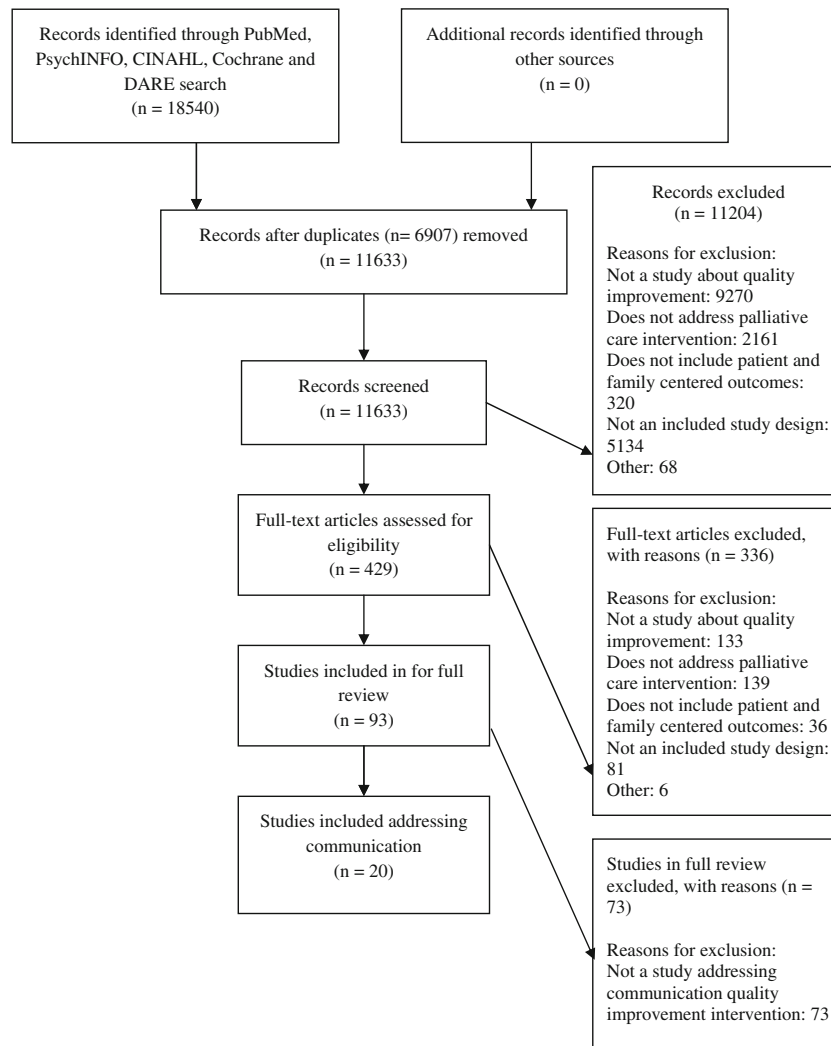 Records identified through PubMed,
PsychINFO, CINAHL, Cochrane and
DARE search
(n = 18540)
Additional records identified through
other sources
(n = 0)
Records after duplicates (n= 6907) removed
(n = 11633)
Records screened
(n = 11633)
Records excluded
(n = 11204)
Reasons for exclusion:
Not a study about quality
improvement: 9270
Does not address palliative
care intervention: 2161
Does not include patient and
family centered outcomes:
320
Not an included study design:
5134
Other: 68
Full-text articles assessed for
eligibility
(n = 429)
Full-text articles excluded,
with reasons (n = 336)
Reasons for exclusion:
Not a study about quality
improvement: 133
Does not address palliative
care intervention: 139
Does not include patient and
family centered outcomes: 36
Not an included study design:
81
Other: 6
Studies included in for full
review
(n = 93)
Studies included addressing
communication
(n = 20)
Studies in full review
excluded, with reasons (n =
73)
Reasons for exclusion:
Not a study addressing
communication quality
improvement intervention: 73